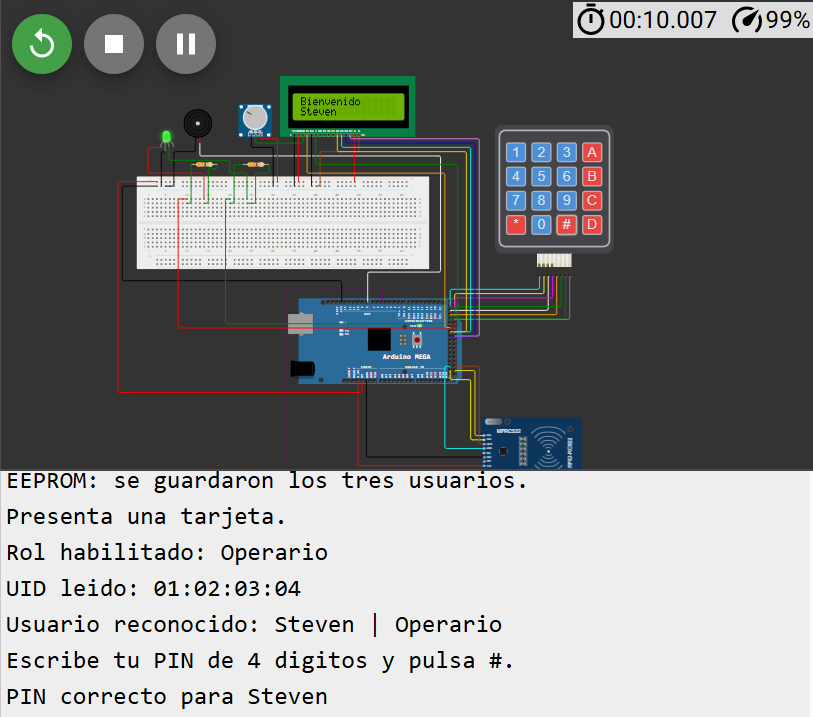 00:10.007 99%
Bienvenido
Steven
1 2 3 A
4 5 6 B
7 8 9 C
* 0 # D
Arduino MEGA
MFRC522
EEPROM: se guardaron los tres usuarios.
Presenta una tarjeta.
Rol habilitado: Operario
UID leido: 01:02:03:04
Usuario reconocido: Steven | Operario
Escribe tu PIN de 4 digitos y pulsa #.
PIN correcto para Steven